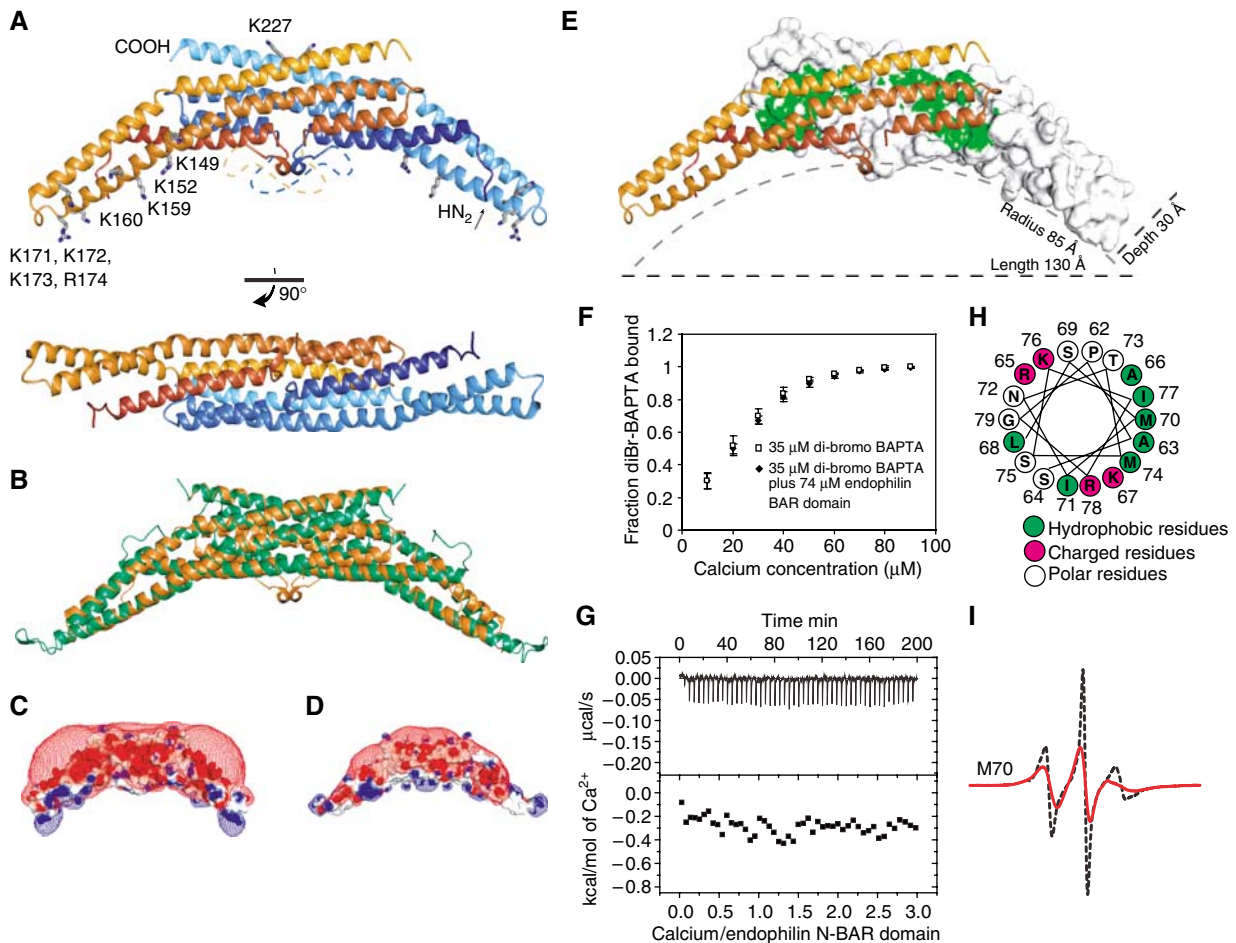 A
K227
COOH
K149
K152
K159
K160
HN2
K171, K172,
K173, R174
90°
B
C
D
E
Radius 85 Å
Depth 30 Å
Length 130 Å
F
Fraction diBr-BAPTA bound
1.2
1
0.8
0.6
0.4
0.2
0
35 μM di-bromo BAPTA
35 μM di-bromo BAPTA
plus 74 μM endophilin
BAR domain
0 20 40 60 80 100
Calcium concentration (μM)
G
Time min
0 40 80 120 160 200
μcal/s
0.05
0.00
−0.05
−0.10
−0.15
−0.20
kcal/mol of Ca2+
0.0
−0.2
−0.4
−0.6
−0.8
0.0 0.5 1.0 1.5 2.0 2.5 3.0
Calcium/endophilin N-BAR domain
H
76 69 62 73
K S P T
65 R A 66
72 N I 77
79 G M 70
68 L A 63
75 S M 74
64 S I R K 67
71 78
Hydrophobic residues
Charged residues
Polar residues
I
M70